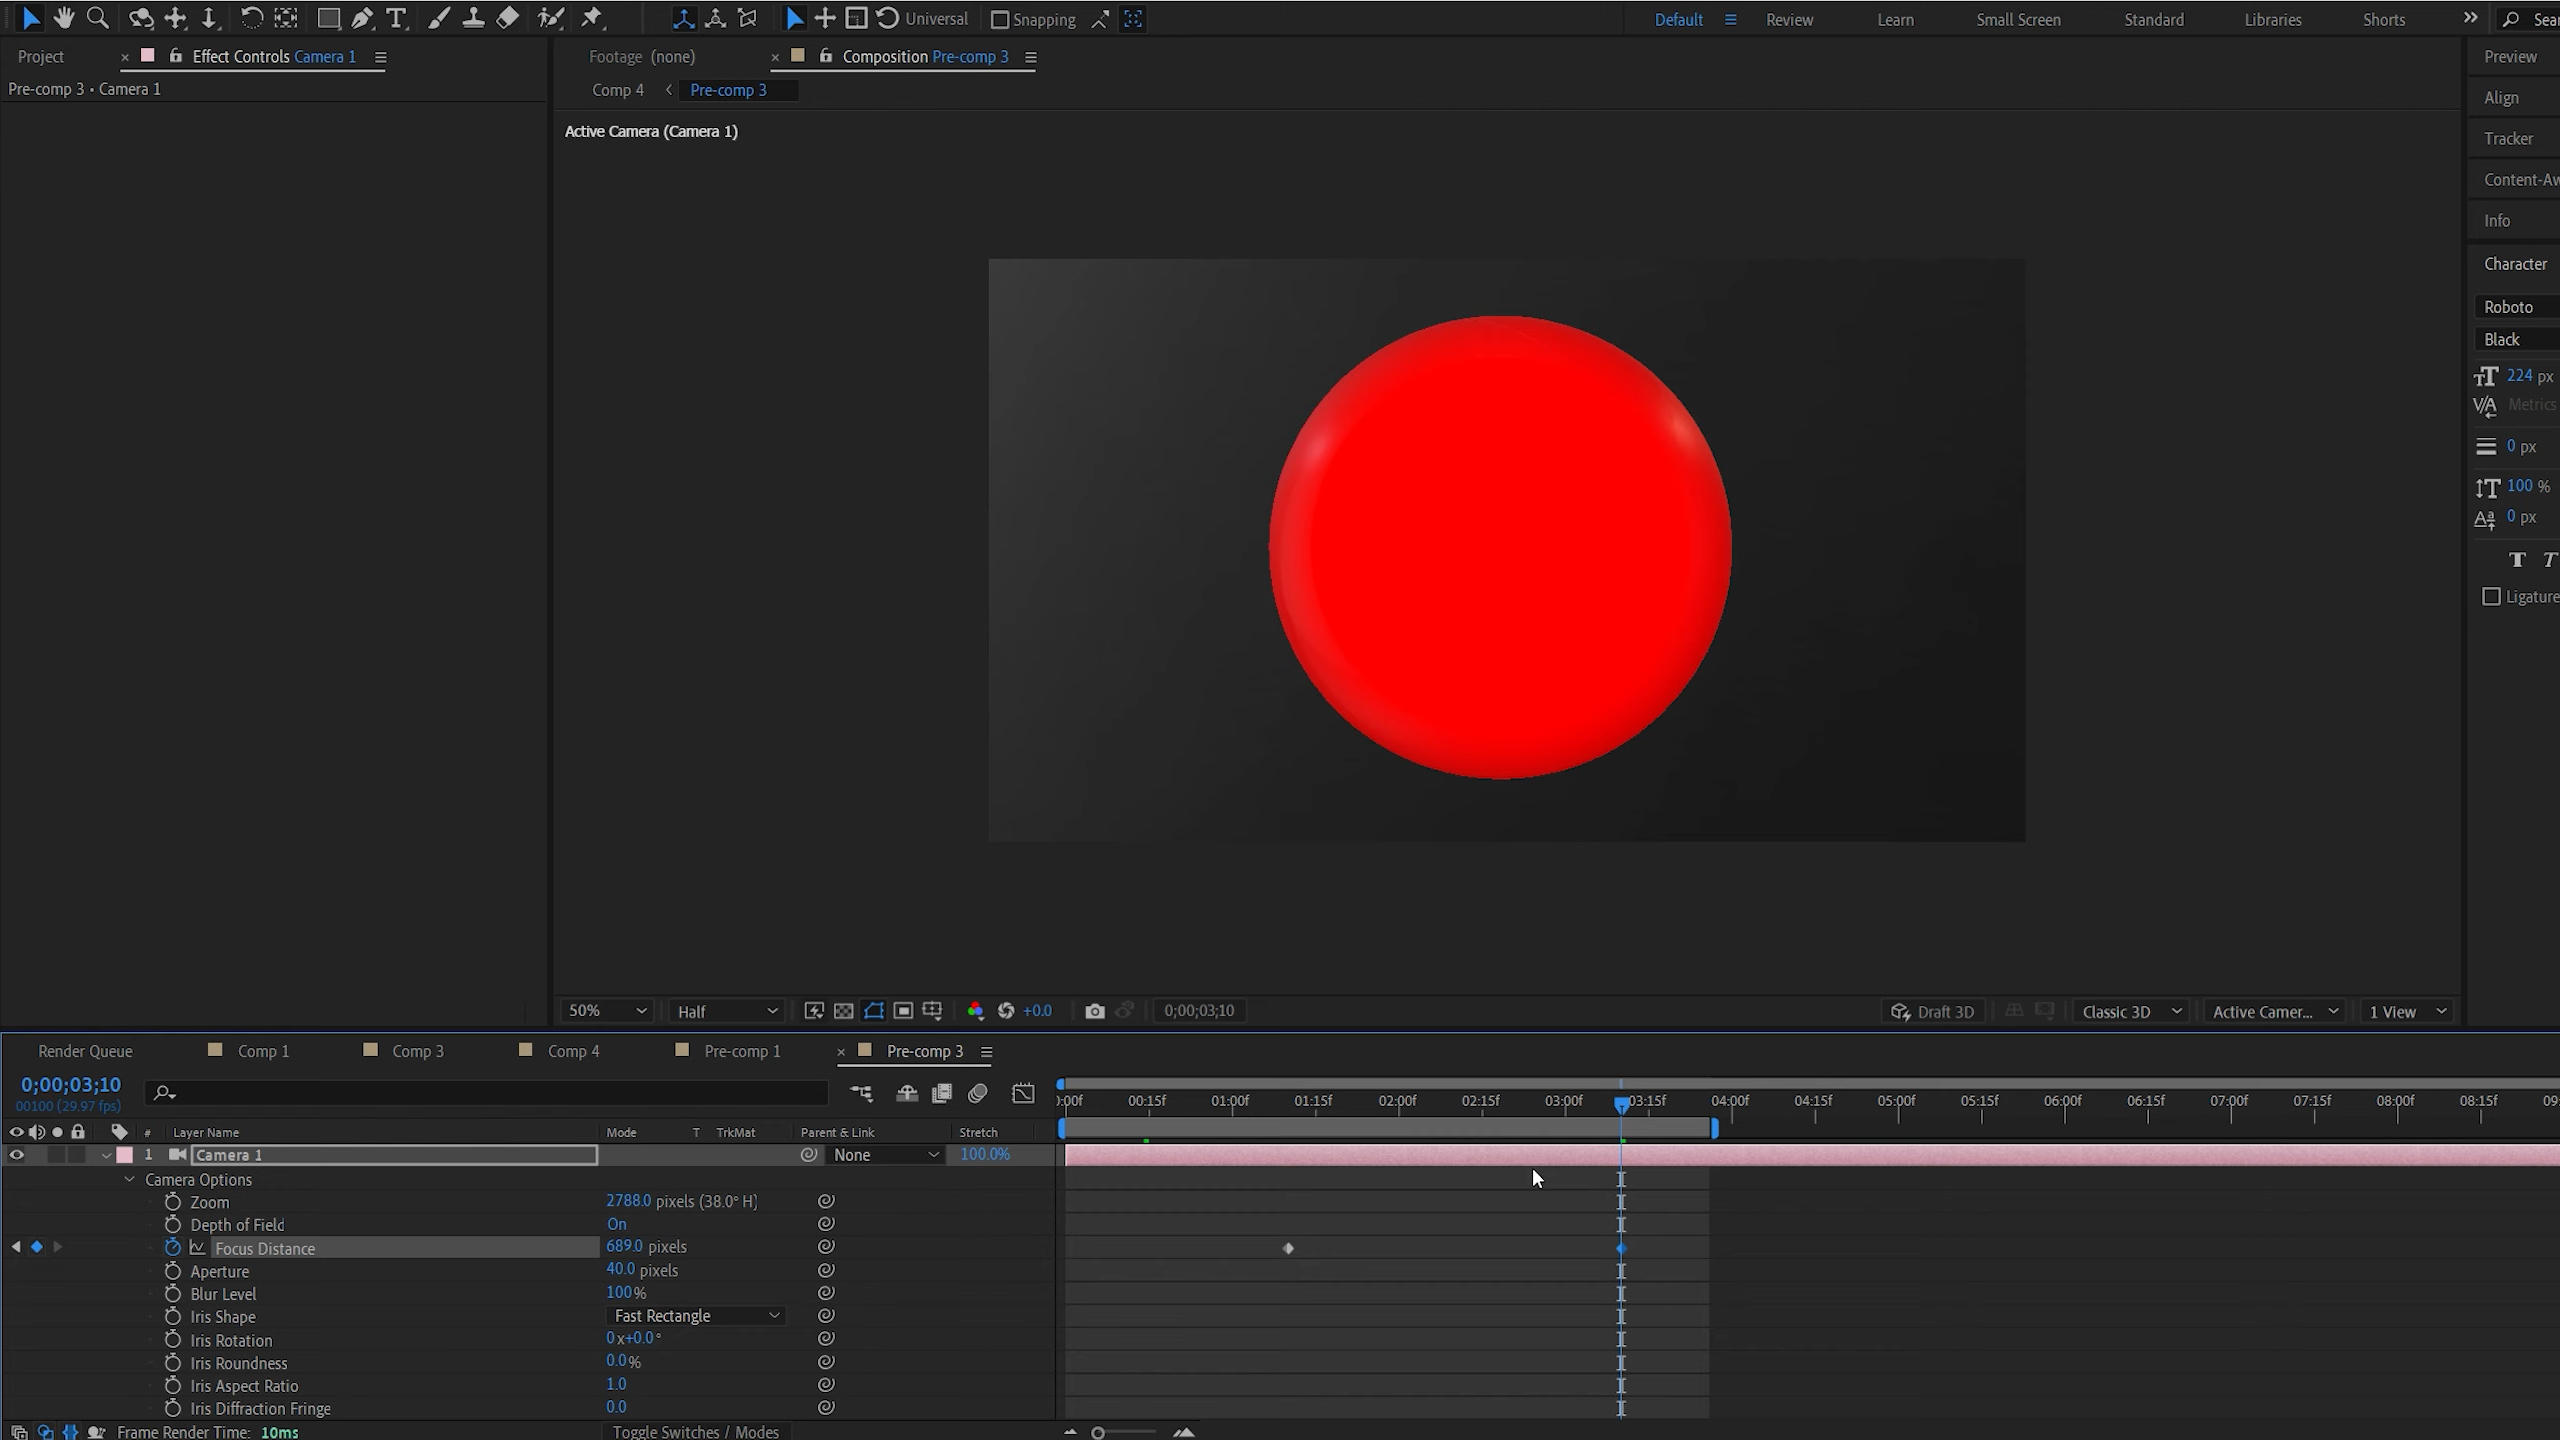 Universal Snapping Default Review Learn Small Screen Standard Libraries Shorts
Project Effect Controls Camera 1 Footage (none) Composition Pre-comp 3 Preview
Pre-comp 3 • Camera 1 Comp 4 Pre-comp 3
Align
Active Camera (Camera 1)
Tracker
Info
Character
Roboto
Black
224 px
Metrics
0 px
100 %
0 px
50% Half +0.0 0;00;03;10 Draft 3D Classic 3D Active Camer... 1 View
Render Queue Comp 1 Comp 3 Comp 4 Pre-comp 1 Pre-comp 3
0;00;03;10
00100 (29.97 fps)
:00f 00:15f 01:00f 01:15f 02:00f 02:15f 03:00f 03:15f 04:00f 04:15f 05:00f 05:15f 06:00f 06:15f 07:00f 07:15f 08:00f 08:15f
# Layer Name Mode T TrkMat Parent & Link Stretch
1 Camera 1 None 100.0%
Camera Options
Zoom 2788.0 pixels (38.0° H)
Depth of Field On
Focus Distance 689.0 pixels
Aperture 40.0 pixels
Blur Level 100%
Iris Shape Fast Rectangle
Iris Rotation 0x+0.0°
Iris Roundness 0.0%
Iris Aspect Ratio 1.0
Iris Diffraction Fringe 0.0
Frame Render Time: 10ms Toggle Switches / Modes